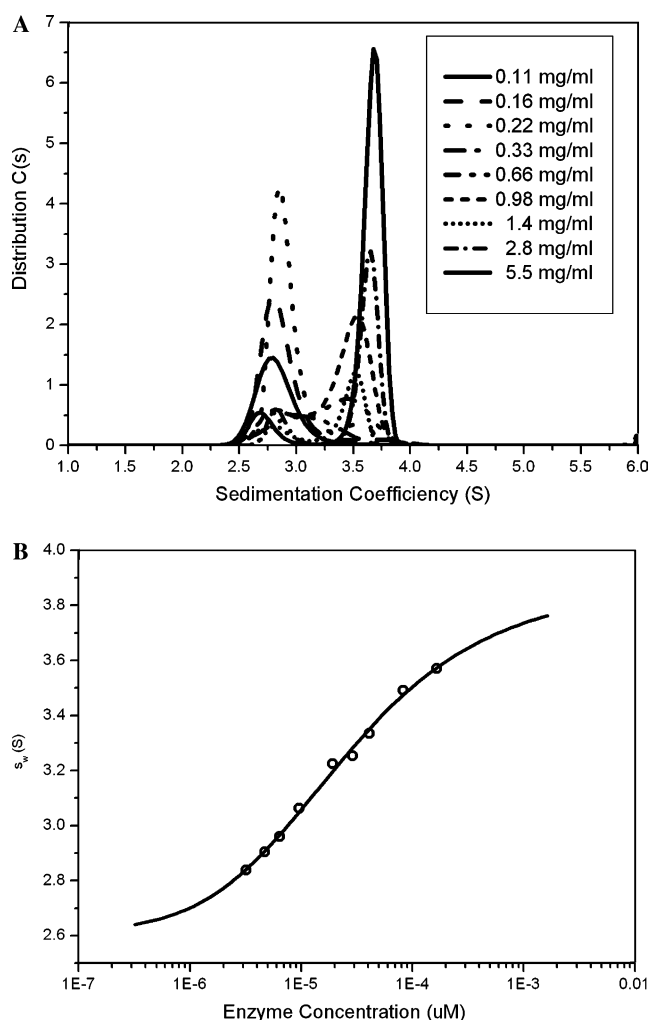 A
7
6
5
4
3
2
1
0
Distribution C(s)
0.11 mg/ml
0.16 mg/ml
0.22 mg/ml
0.33 mg/ml
0.66 mg/ml
0.98 mg/ml
1.4 mg/ml
2.8 mg/ml
5.5 mg/ml
1.0 1.5 2.0 2.5 3.0 3.5 4.0 4.5 5.0 5.5 6.0
Sedimentation Coefficiency (S)
B
4.0
3.8
3.6
3.4
3.2
3.0
2.8
2.6
s_w(S)
1E-7 1E-6 1E-5 1E-4 1E-3 0.01
Enzyme Concentration (uM)